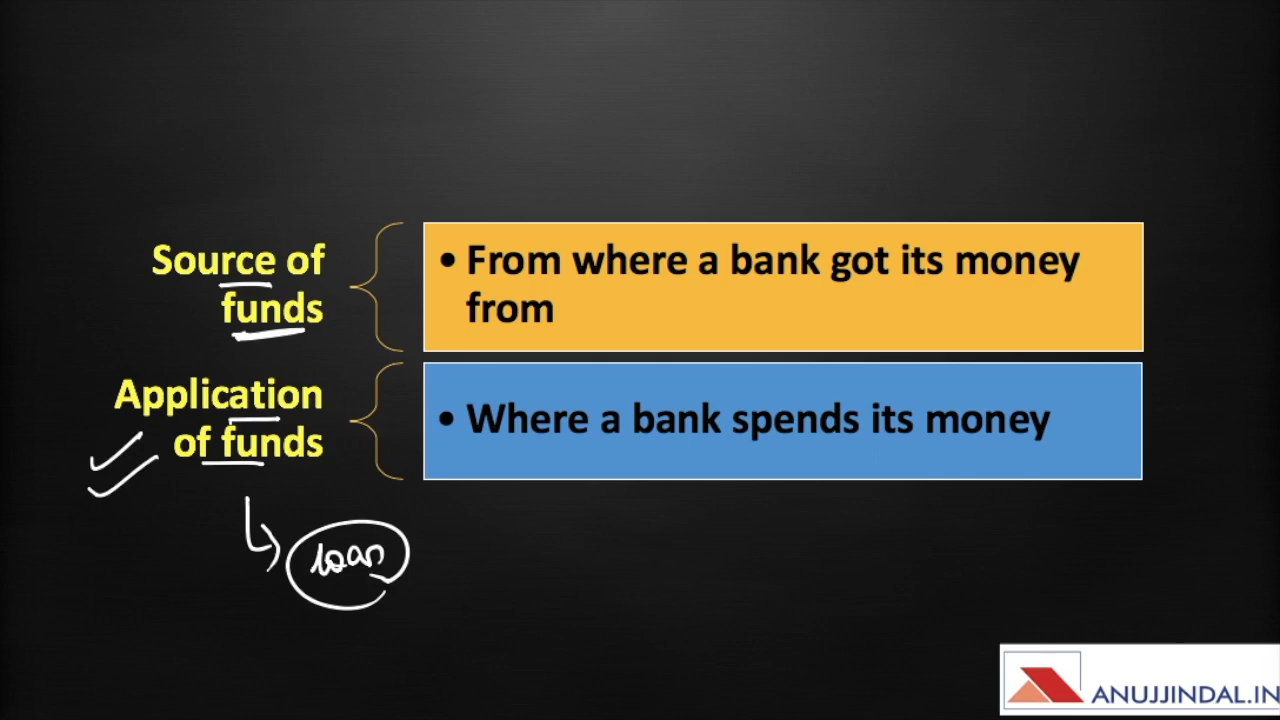 Source of
funds
• From where a bank got its money
from
Application
of funds
• Where a bank spends its money
loan
ANUJJINDAL.IN